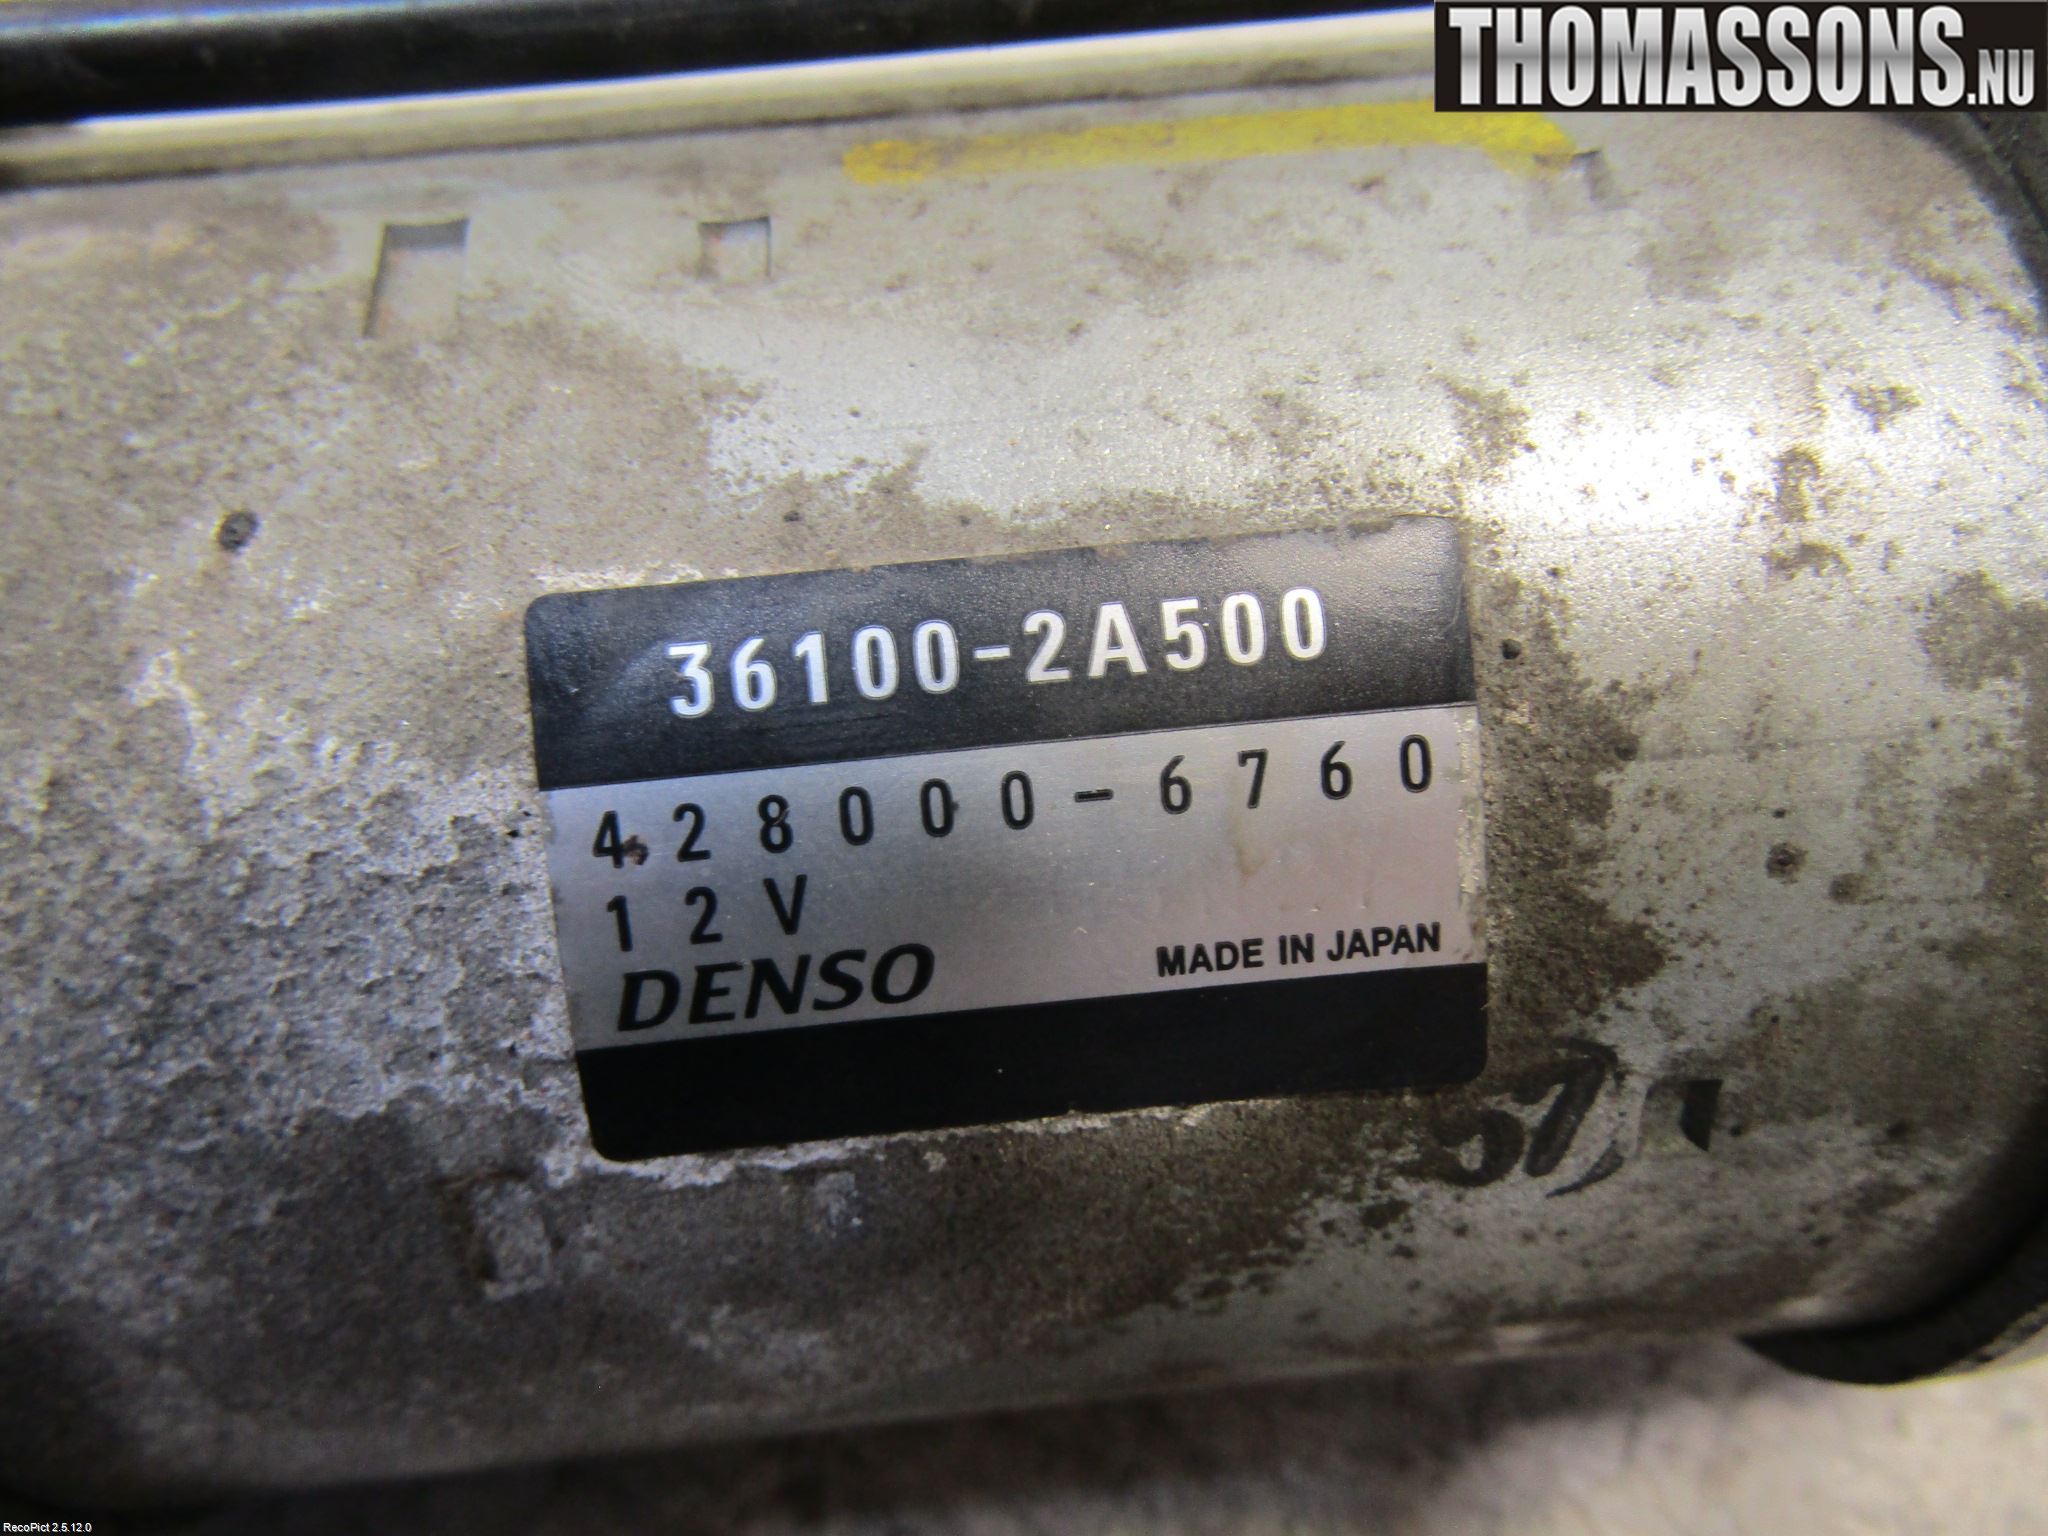 THOMASSONS.NU
36100-2A500
428000-6760
12V
DENSO MADE IN JAPAN
RecoPict 2.5.12.0